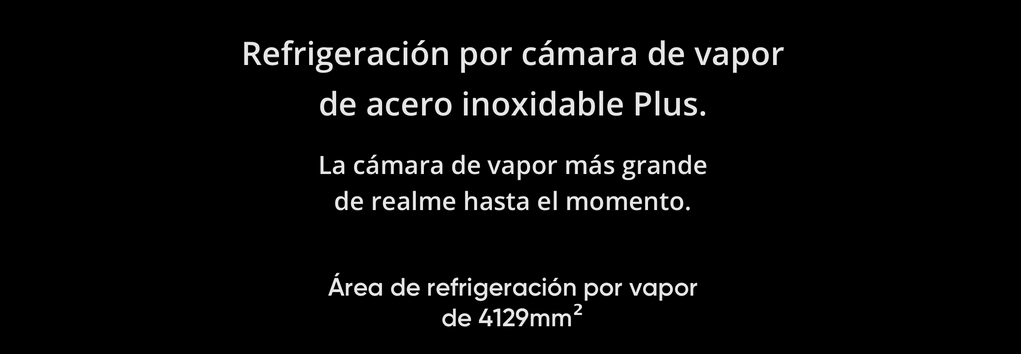 Refrigeración por cámara de vapor
de acero inoxidable Plus.
La cámara de vapor más grande
de realme hasta el momento.
Área de refrigeración por vapor
de 4129mm²